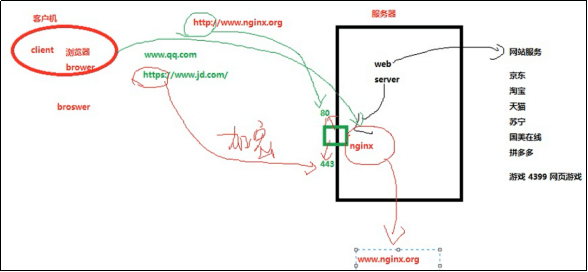 客户机
client 浏览器
brower
broswer
http://www.nginx.org
www.qq.com
https://www.jd.com/
加密
80
443
服务器
web
server
nginx
www.nginx.org
网站服务
京东
淘宝
天猫
苏宁
国美在线
拼多多
游戏 4399 网页游戏